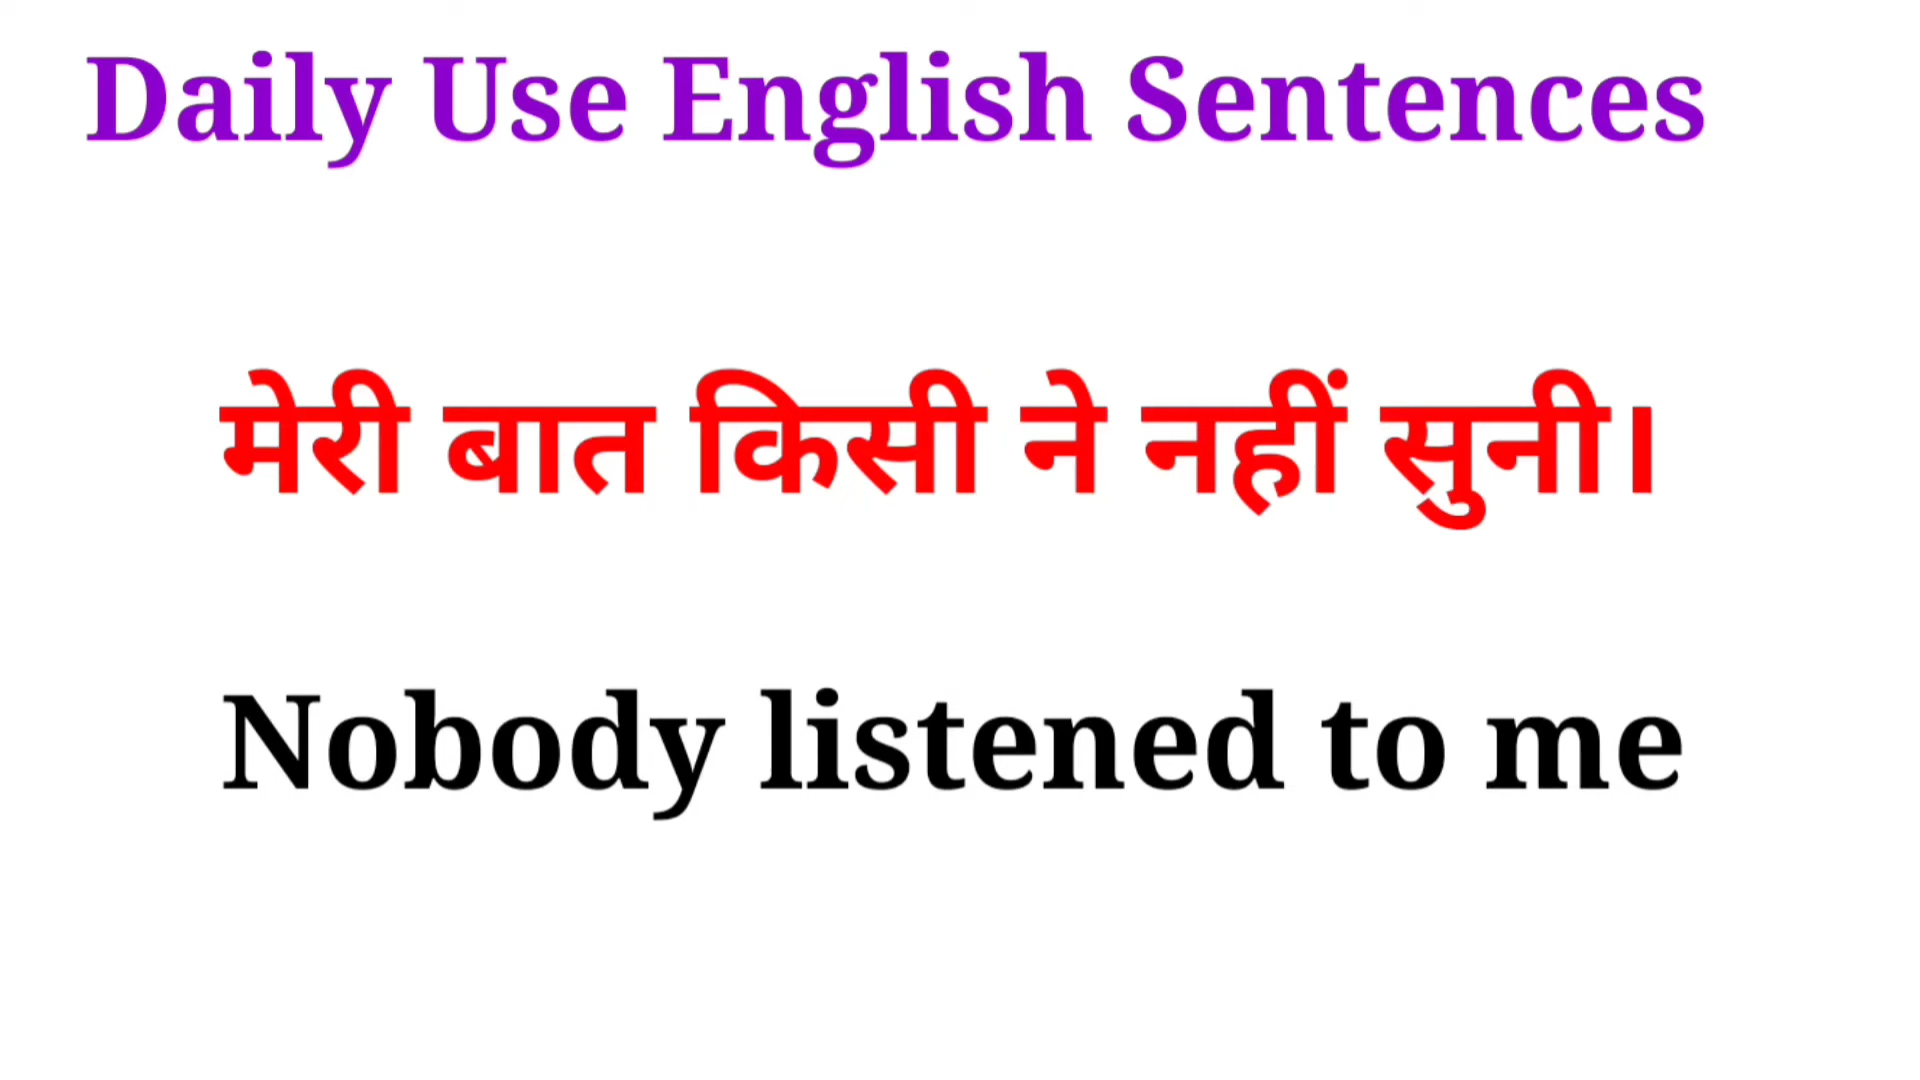 Daily Use English Sentences
मेरी बात किसी ने नहीं सुनी।
Nobody listened to me